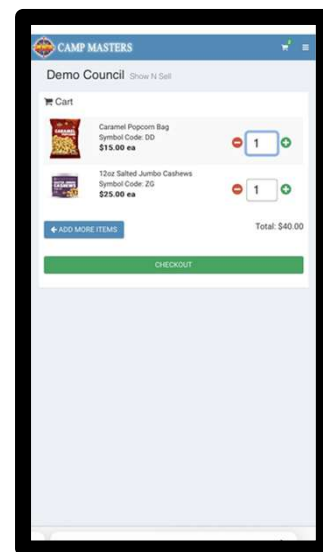 CAMP MASTERS
Demo Council Show N Sell
Cart
Caramel Popcorn Bag
Symbol Code: DD
$15.00 ea
1
12oz Salted Jumbo Cashews
Symbol Code: ZG
$25.00 ea
1
ADD MORE ITEMS
Total: $40.00
CHECKOUT